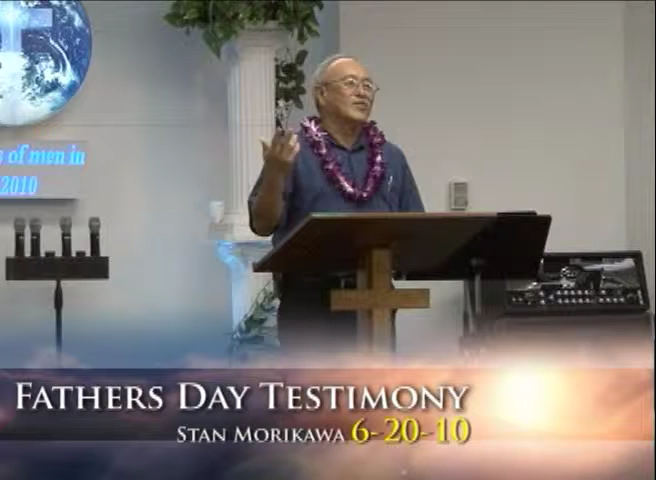 s of men in
2010
FATHERS DAY TESTIMONY
STAN MORIKAWA 6-20-10